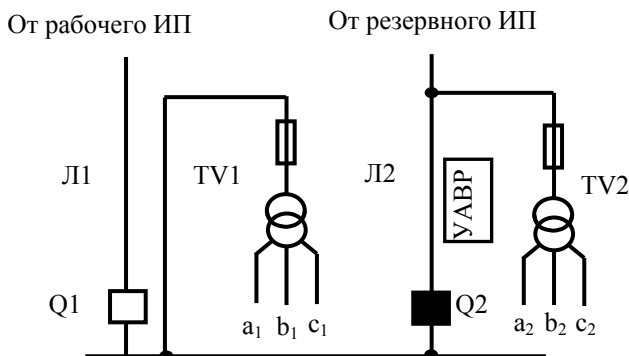 От рабочего ИП
От резервного ИП
Л1
TV1
Л2
УАВР
TV2
Q1
Q2
a1 b1 c1
a2 b2 c2